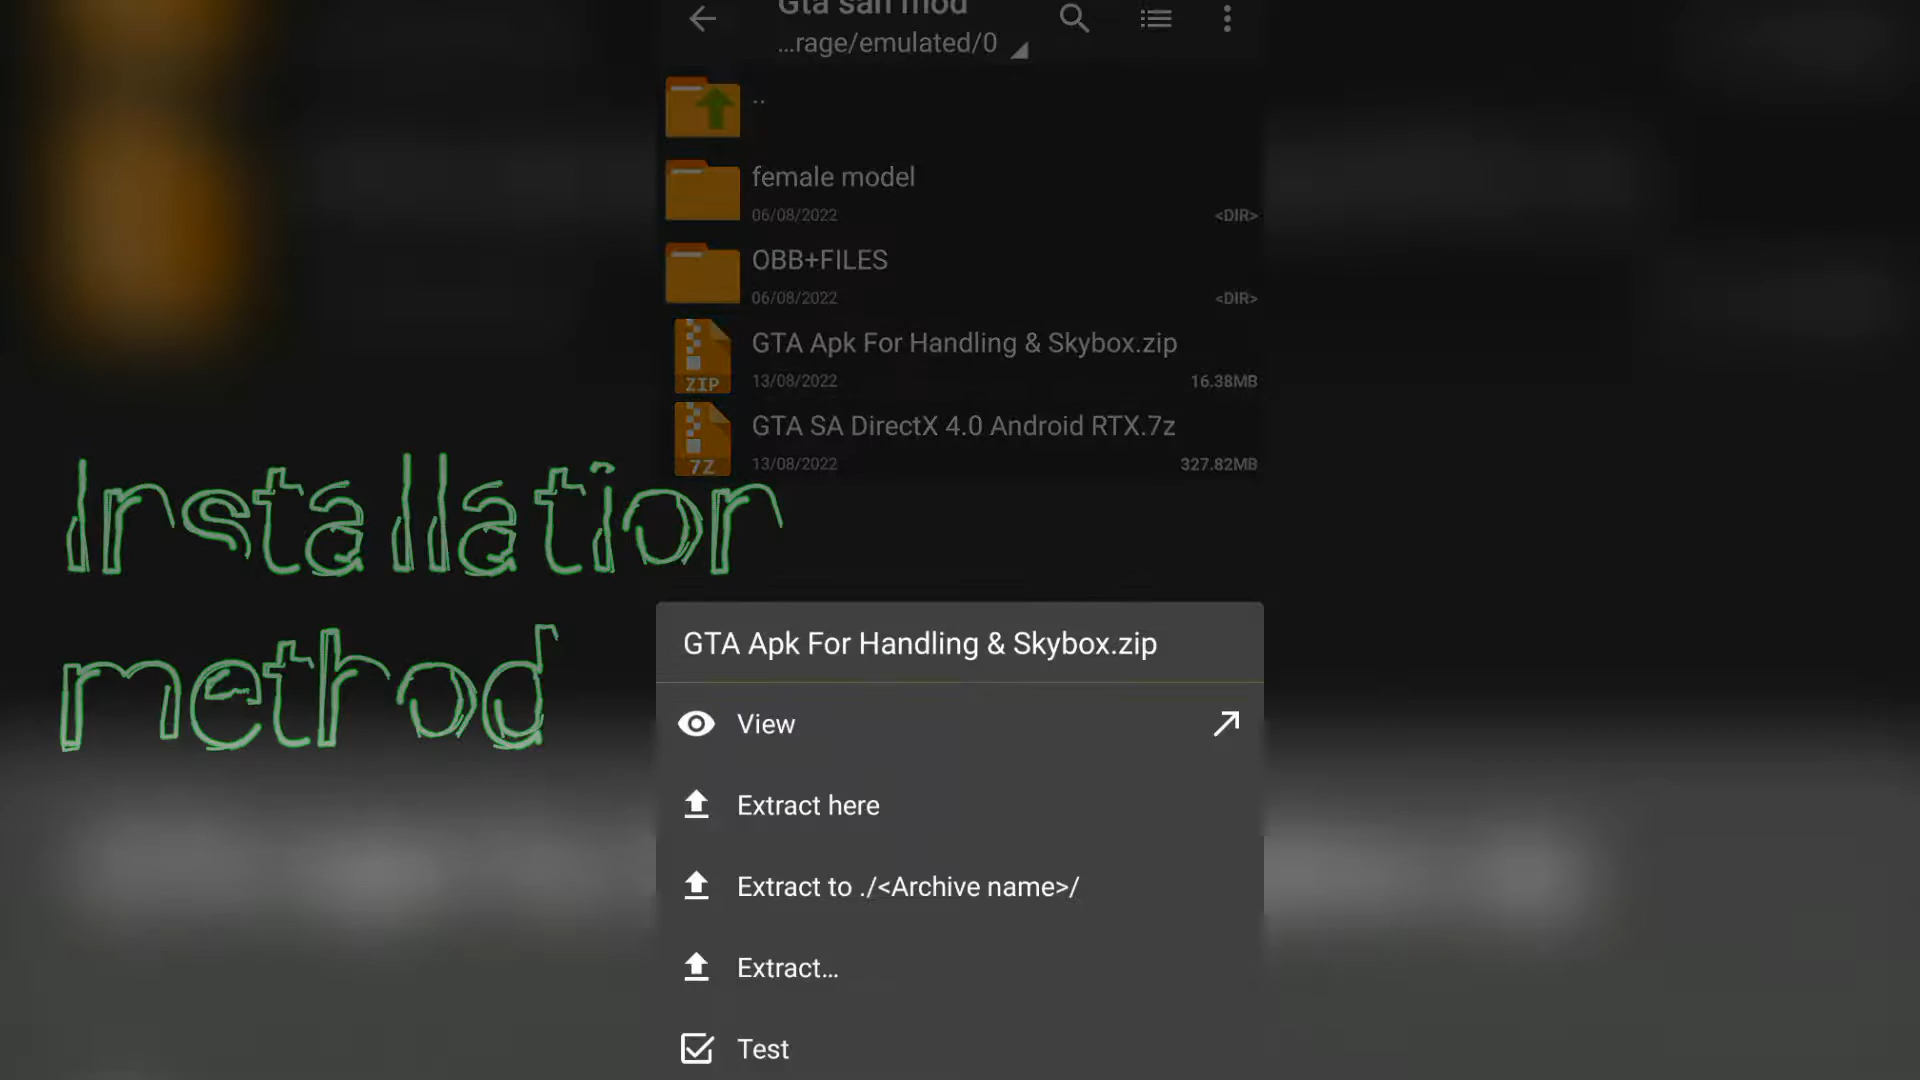 Gta san mod
...rage/emulated/0
..
female model
06/08/2022 <DIR>
OBB+FILES
06/08/2022 <DIR>
GTA Apk For Handling & Skybox.zip
ZIP 13/08/2022 16.38MB
GTA SA DirectX 4.0 Android RTX.7z
7Z 13/08/2022 327.82MB
Installation
method
GTA Apk For Handling & Skybox.zip
View
Extract here
Extract to ./<Archive name>/
Extract...
Test